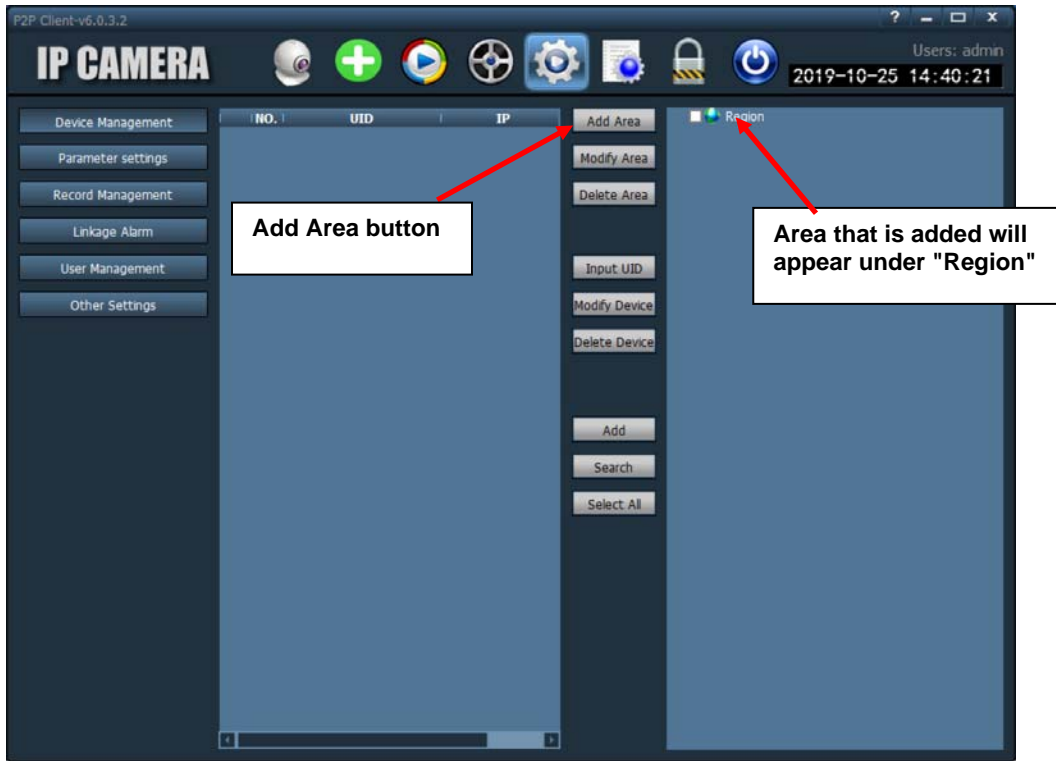 P2P Client-v6.0.3.2
IP CAMERA
Users: admin
2019-10-25 14:40:21
Device Management
Parameter settings
Record Management
Linkage Alarm
User Management
Other Settings
NO. UID IP
Add Area
Modify Area
Delete Area
Input UID
Modify Device
Delete Device
Add
Search
Select All
Region
Add Area button
Area that is added will
appear under "Region"